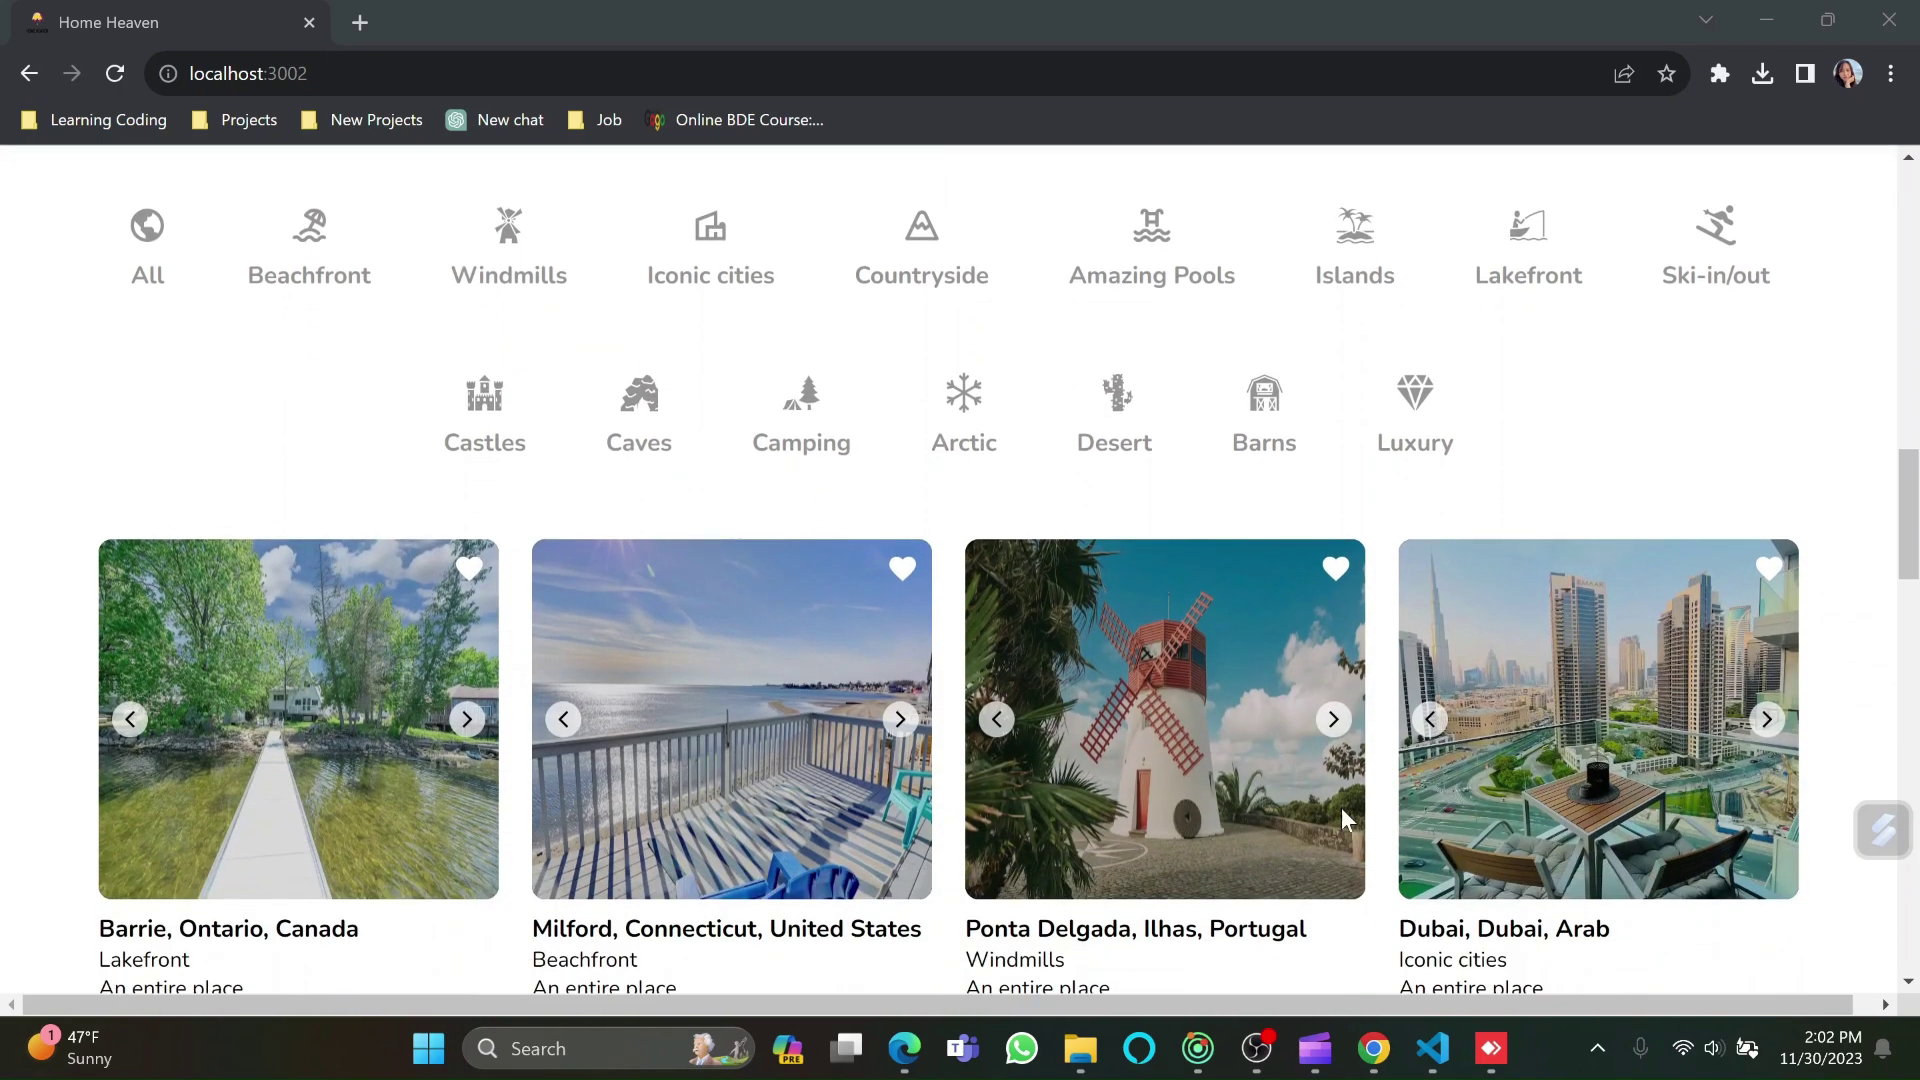 Home Heaven
localhost:3002
Learning Coding Projects New Projects New chat Job Online BDE Course:...
All Beachfront Windmills Iconic cities Countryside Amazing Pools Islands Lakefront Ski-in/out
Castles Caves Camping Arctic Desert Barns Luxury
Barrie, Ontario, Canada
Lakefront
An entire place
Milford, Connecticut, United States
Beachfront
An entire place
Ponta Delgada, Ilhas, Portugal
Windmills
An entire place
Dubai, Dubai, Arab
Iconic cities
An entire place
1
47°F
Sunny
Search
PRE
2:02 PM
11/30/2023